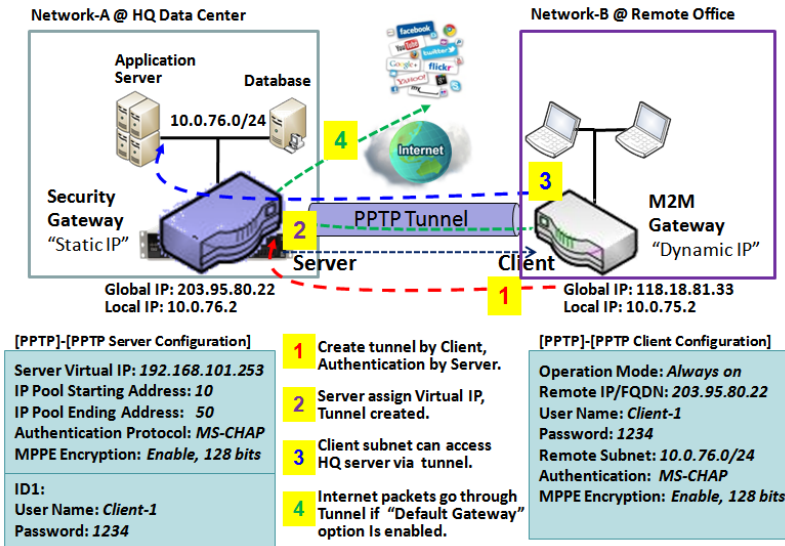 Network-A @ HQ Data Center
Network-B @ Remote Office
Application
Server
Database
10.0.76.0/24
YouTube
twitter
Google+
flickr
YAHOO!
my
Internet
4
3
Security
Gateway
"Static IP"
2
PPTP Tunnel
M2M
Gateway
"Dynamic IP"
Server
Client
1
Global IP: 203.95.80.22
Local IP: 10.0.76.2
Global IP: 118.18.81.33
Local IP: 10.0.75.2
[PPTP]-[PPTP Server Configuration]
Server Virtual IP: 192.168.101.253
IP Pool Starting Address: 10
IP Pool Ending Address: 50
Authentication Protocol: MS-CHAP
MPPE Encryption: Enable, 128 bits
ID1:
User Name: Client-1
Password: 1234
1 Create tunnel by Client,
Authentication by Server.
2 Server assign Virtual IP,
Tunnel created.
3 Client subnet can access
HQ server via tunnel.
4 Internet packets go through
Tunnel if "Default Gateway"
option Is enabled.
[PPTP]-[PPTP Client Configuration]
Operation Mode: Always on
Remote IP/FQDN: 203.95.80.22
User Name: Client-1
Password: 1234
Remote Subnet: 10.0.76.0/24
Authentication: MS-CHAP
MPPE Encryption: Enable, 128 bits